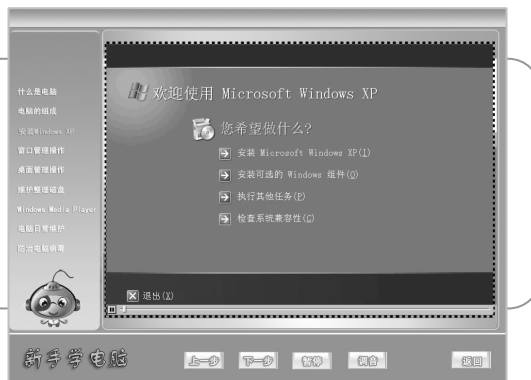 什么是电脑
电脑的组成
安装Windows XP
窗口管理操作
桌面管理操作
维护整理磁盘
Windows Media Player
电脑日常维护
防治电脑病毒
欢迎使用 Microsoft Windows XP
您希望做什么?
安装 Microsoft Windows XP(I)
安装可选的 Windows 组件(O)
执行其他任务(P)
检查系统兼容性(C)
退出(X)
新手学电脑
上一步
下一步
暂停
调音
返回